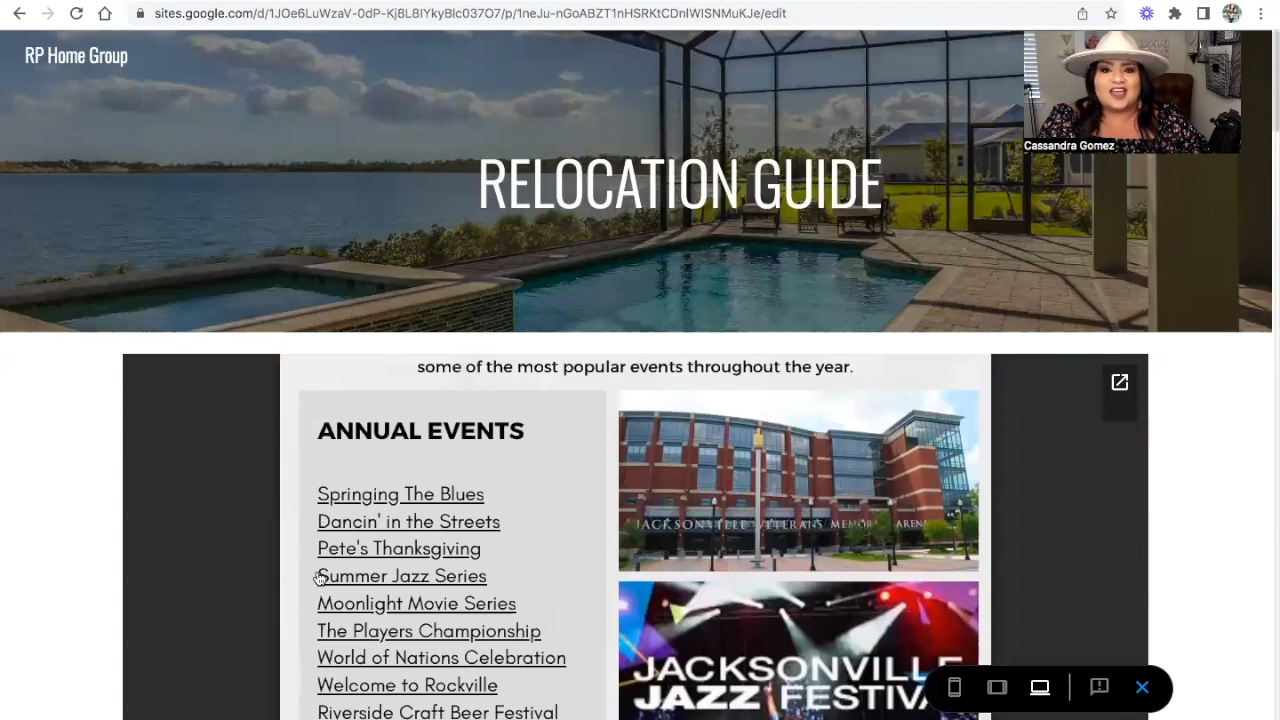 sites.google.com/d/1JOe6LuWzaV-0dP-Kj8L8IYkyBlc037O7/p/1neJu-nGoABZT1nHSRKtCDnlWlSNMuKJe/edit
RP Home Group
Cassandra Gomez
RELOCATION GUIDE
some of the most popular events throughout the year.
ANNUAL EVENTS
Springing The Blues
Dancin' in the Streets
Pete's Thanksgiving
Summer Jazz Series
Moonlight Movie Series
The Players Championship
World of Nations Celebration
Welcome to Rockville
Riverside Craft Beer Festival
JACKSONVILLE VETERANS MEMORIAL ARENA
JACKSONVILLE
JAZZ FESTIVA